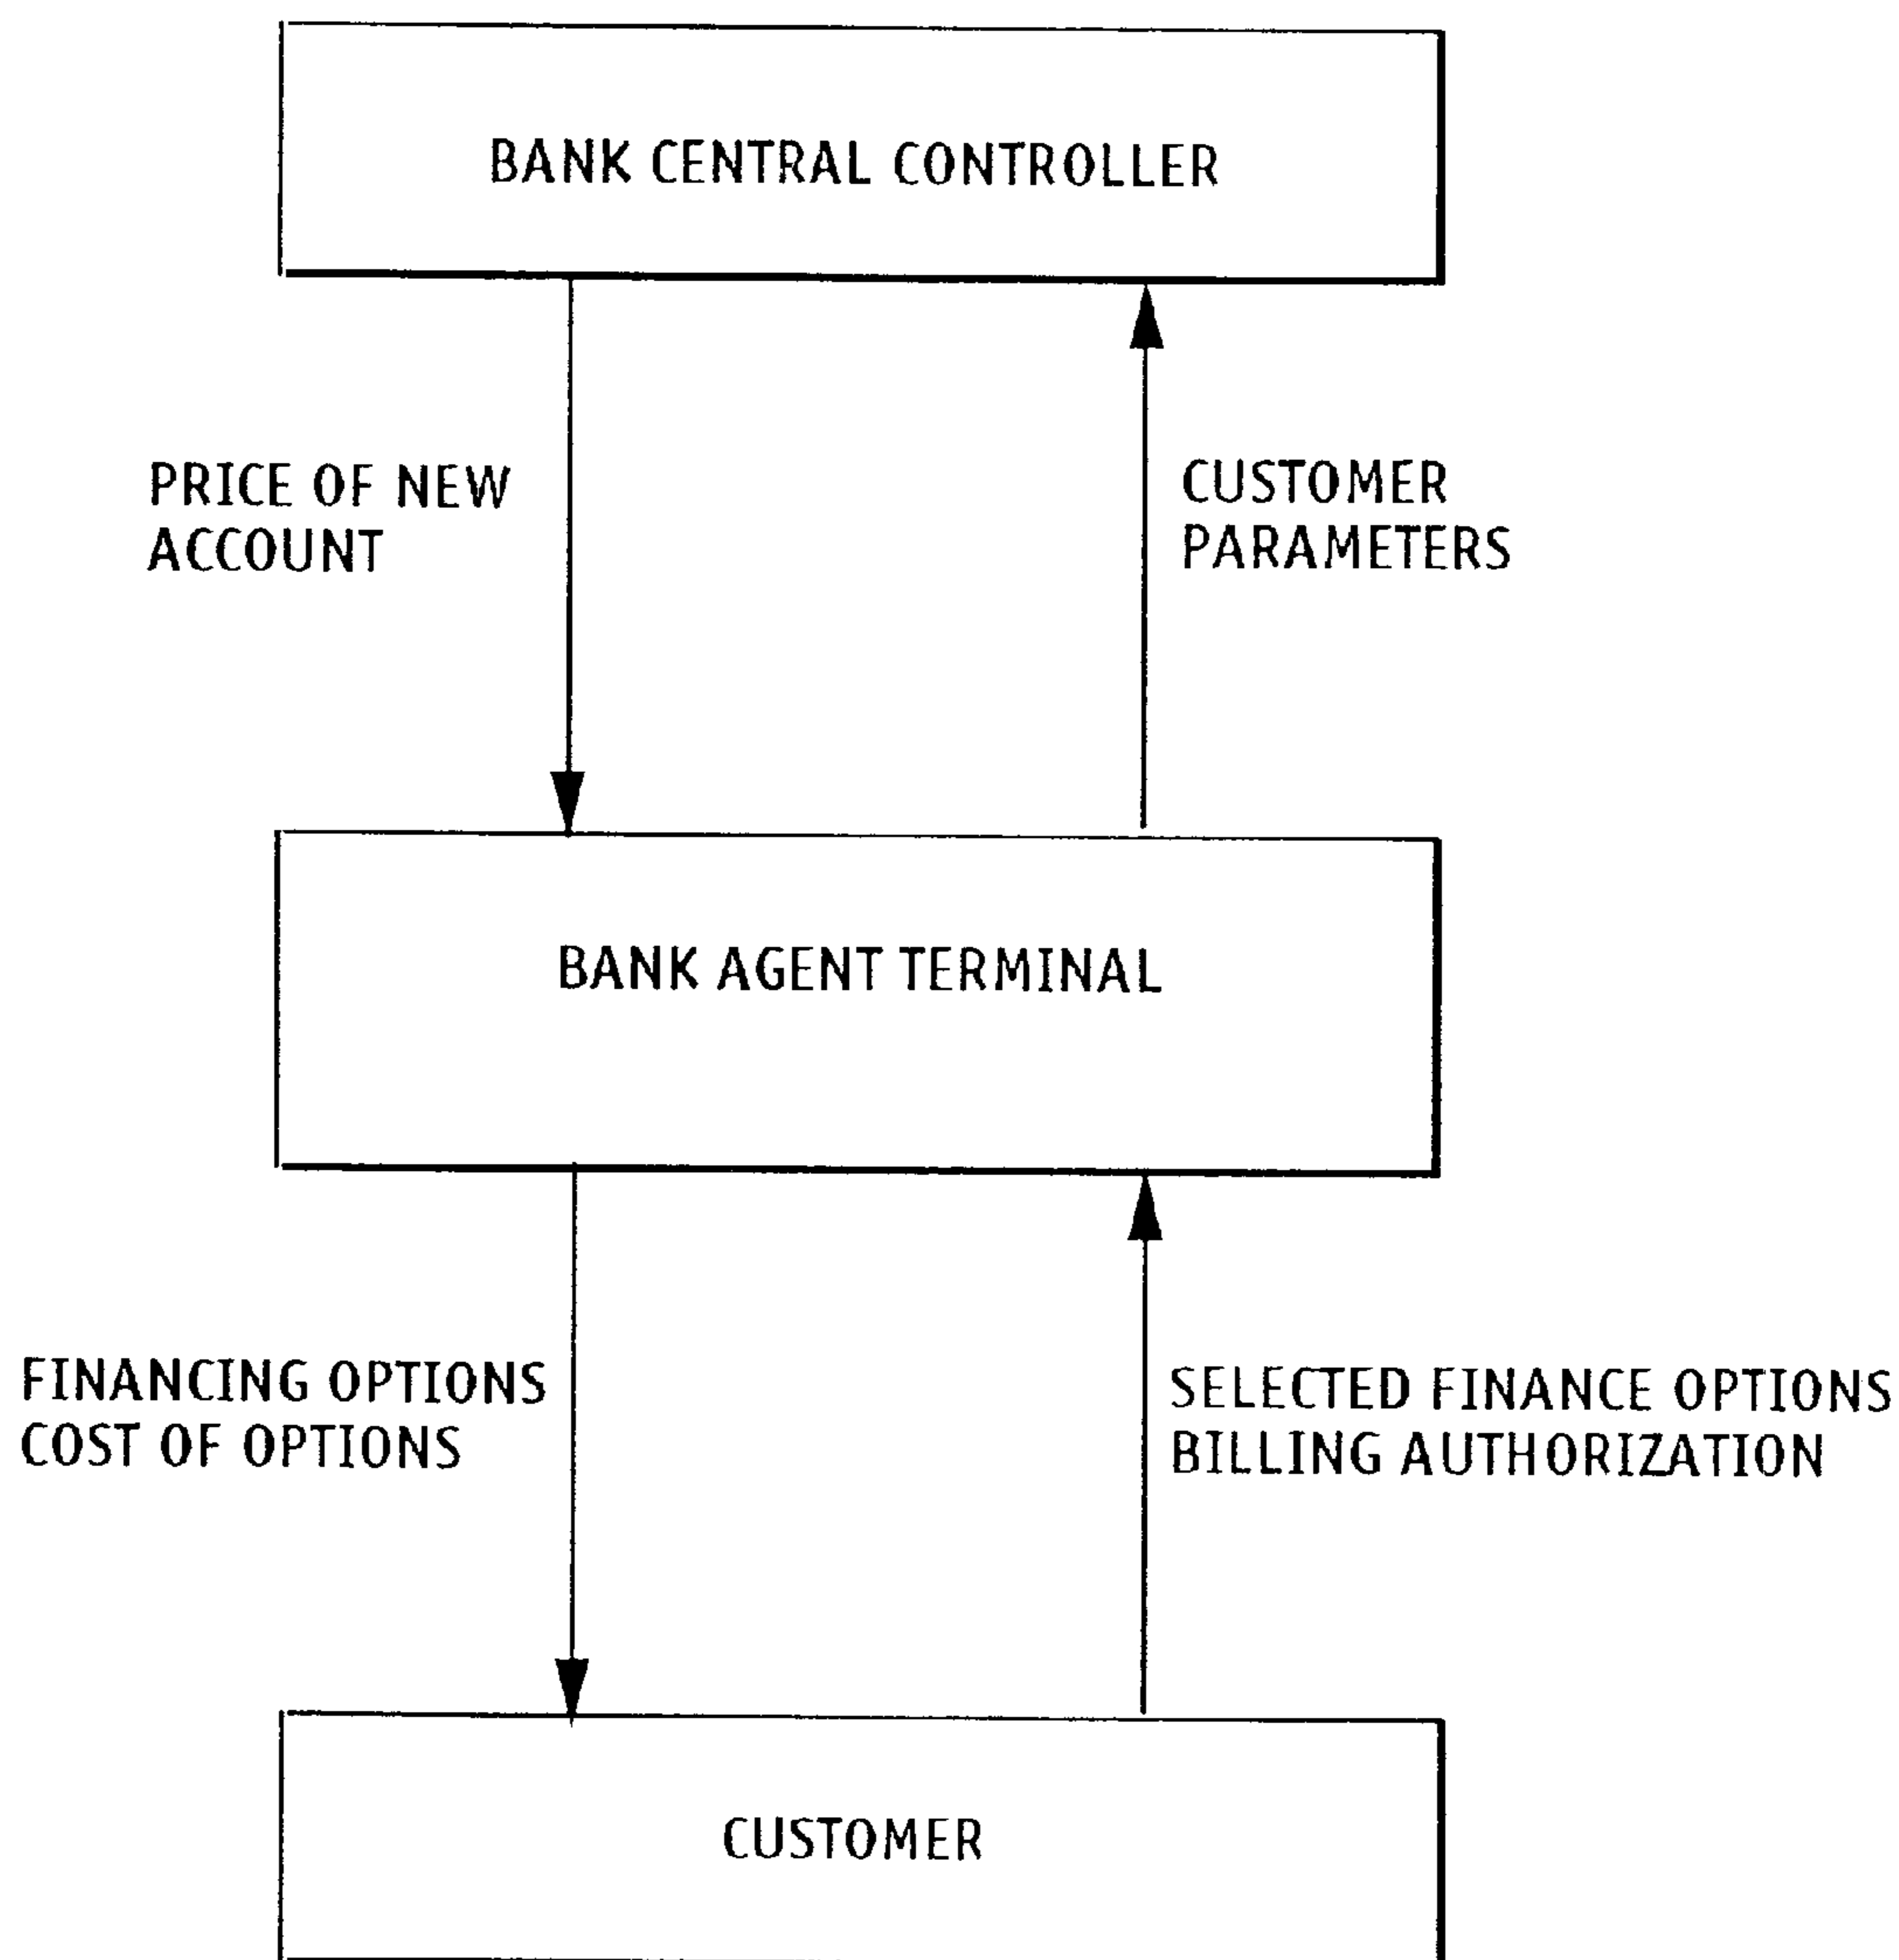 BANK CENTRAL CONTROLLER
PRICE OF NEW
ACCOUNT
CUSTOMER
PARAMETERS
BANK AGENT TERMINAL
FINANCING OPTIONS
COST OF OPTIONS
SELECTED FINANCE OPTIONS
BILLING AUTHORIZATION
CUSTOMER